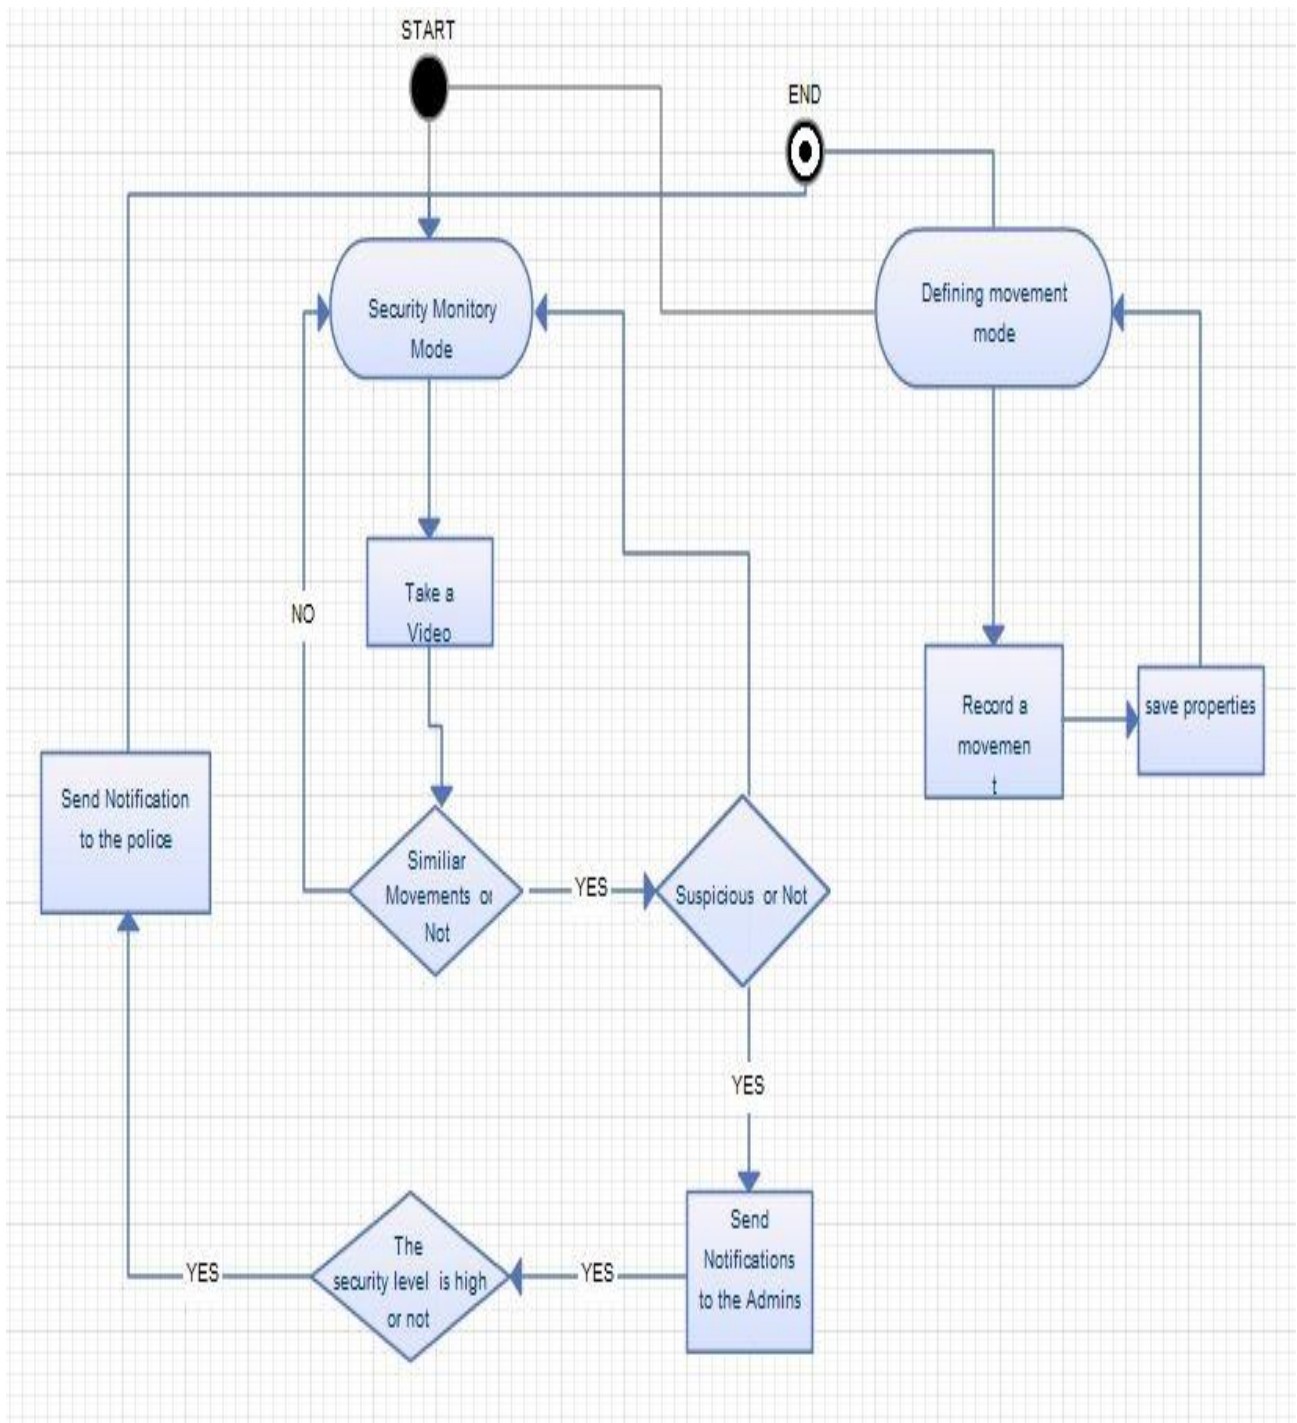 START
END
Security Monitory
Mode
Defining movement
mode
NO
Take a
Video
Record a
movemen
t
save properties
Send Notification
to the police
Similiar
Movements or
Not
YES
Suspicious or Not
YES
Send
Notifications
to the Admins
YES
The
security level is high
or not
YES